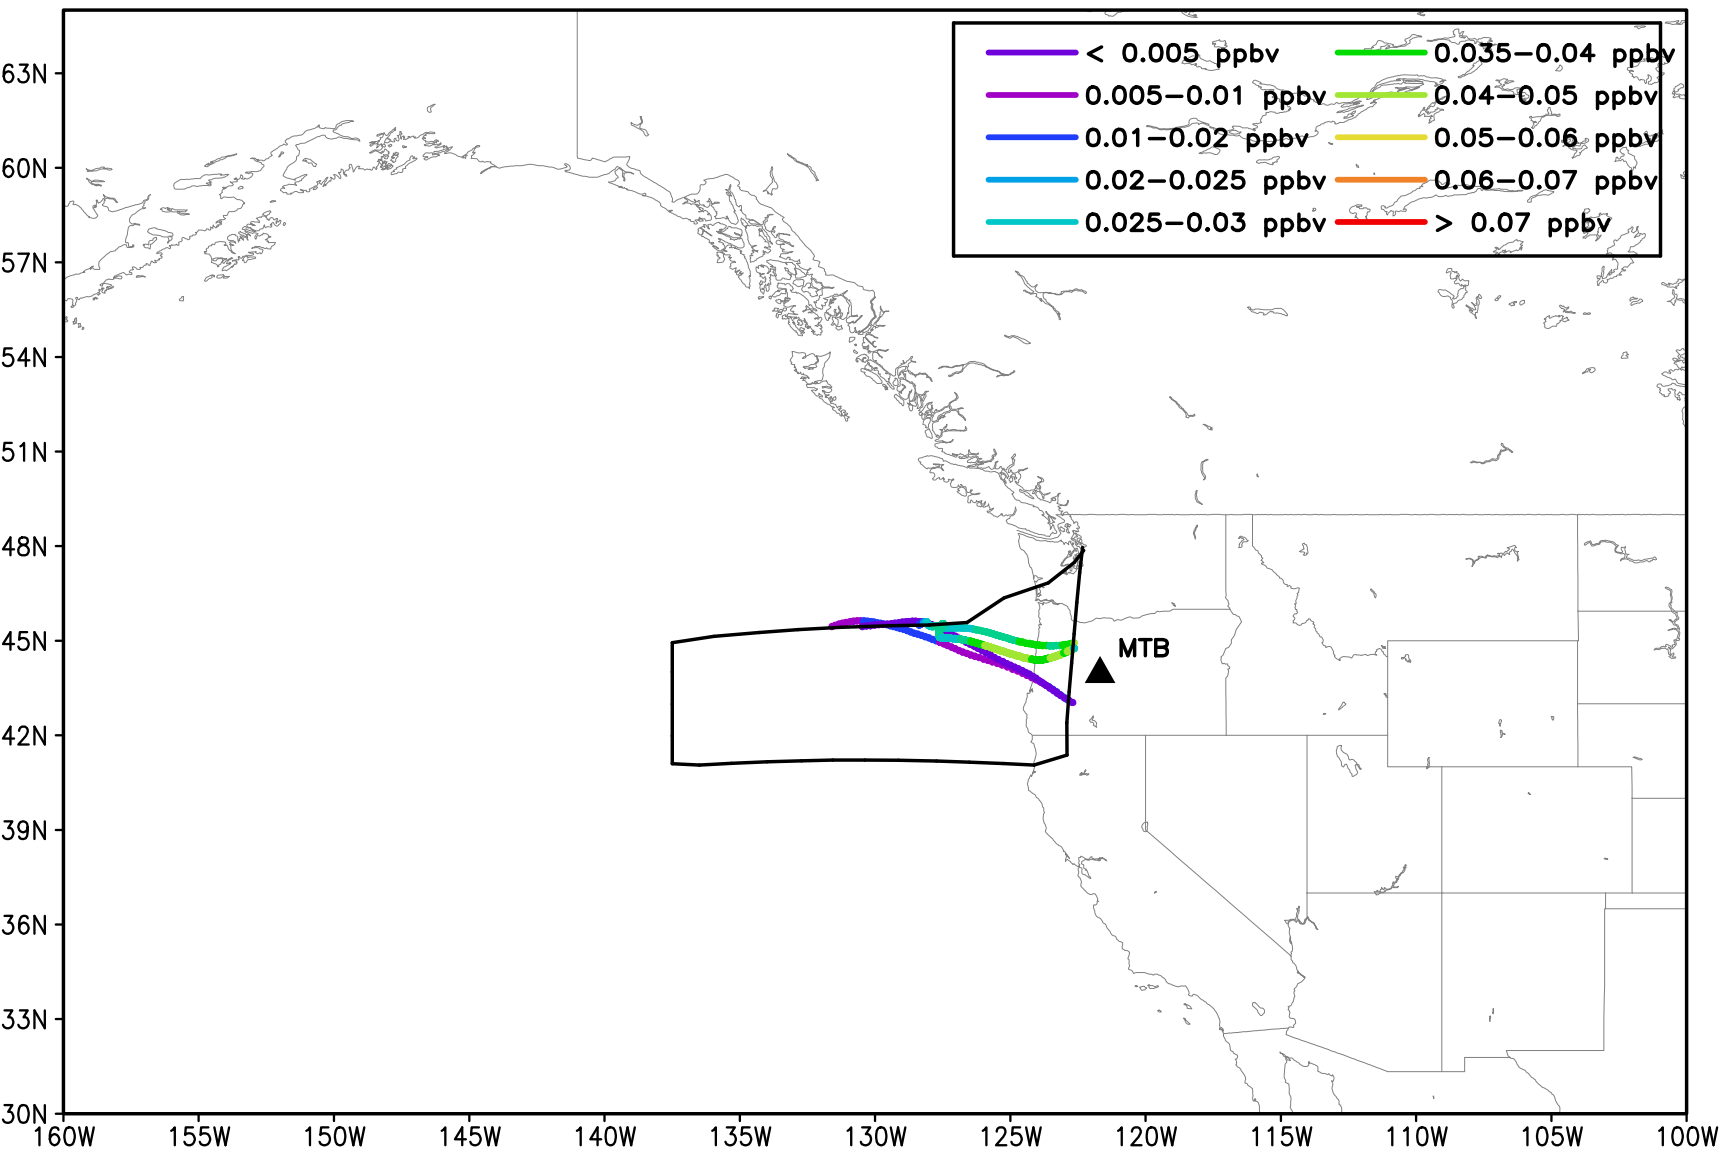 63N
60N
57N
54N
51N
48N
45N
42N
39N
36N
33N
30N
160W 155W 150W 145W 140W 135W 130W 125W 120W 115W 110W 105W 100W
< 0.005 ppbv
0.005-0.01 ppbv
0.01-0.02 ppbv
0.02-0.025 ppbv
0.025-0.03 ppbv
0.035-0.04 ppbv
0.04-0.05 ppbv
0.05-0.06 ppbv
0.06-0.07 ppbv
> 0.07 ppbv
MTB